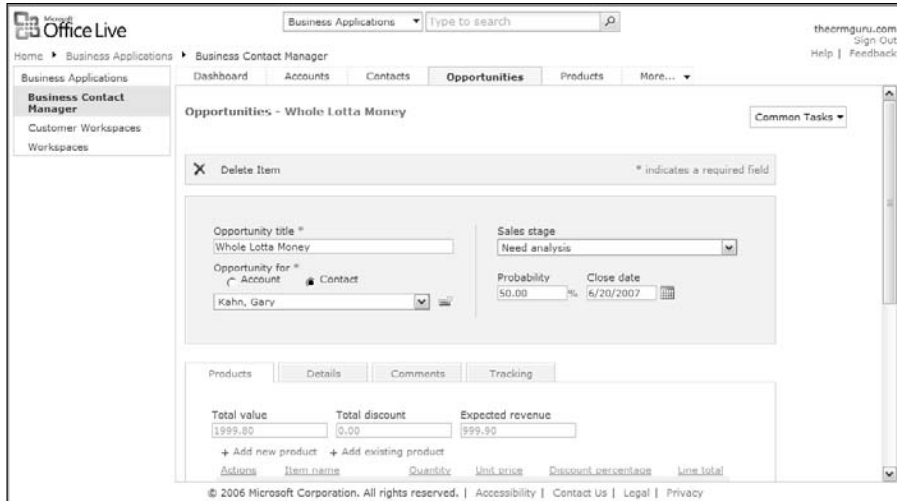 Microsoft
Office Live
Business Applications
Type to search
thecrmguru.com
Sign Out
Help | Feedback
Home Business Applications Business Contact Manager
Business Applications
Business Contact Manager
Customer Workspaces
Workspaces
Dashboard Accounts Contacts Opportunities Products More...
Opportunities - Whole Lotta Money
Common Tasks
Delete Item
* indicates a required field
Opportunity title *
Whole Lotta Money
Opportunity for *
Account Contact
Kahn, Gary
Sales stage
Need analysis
Probability Close date
50.00 % 6/20/2007
Products Details Comments Tracking
Total value Total discount Expected revenue
1999.80 0.00 999.90
+ Add new product + Add existing product
Actions Item name Quantity Unit price Discount percentage Line total
© 2006 Microsoft Corporation. All rights reserved. | Accessibility | Contact Us | Legal | Privacy